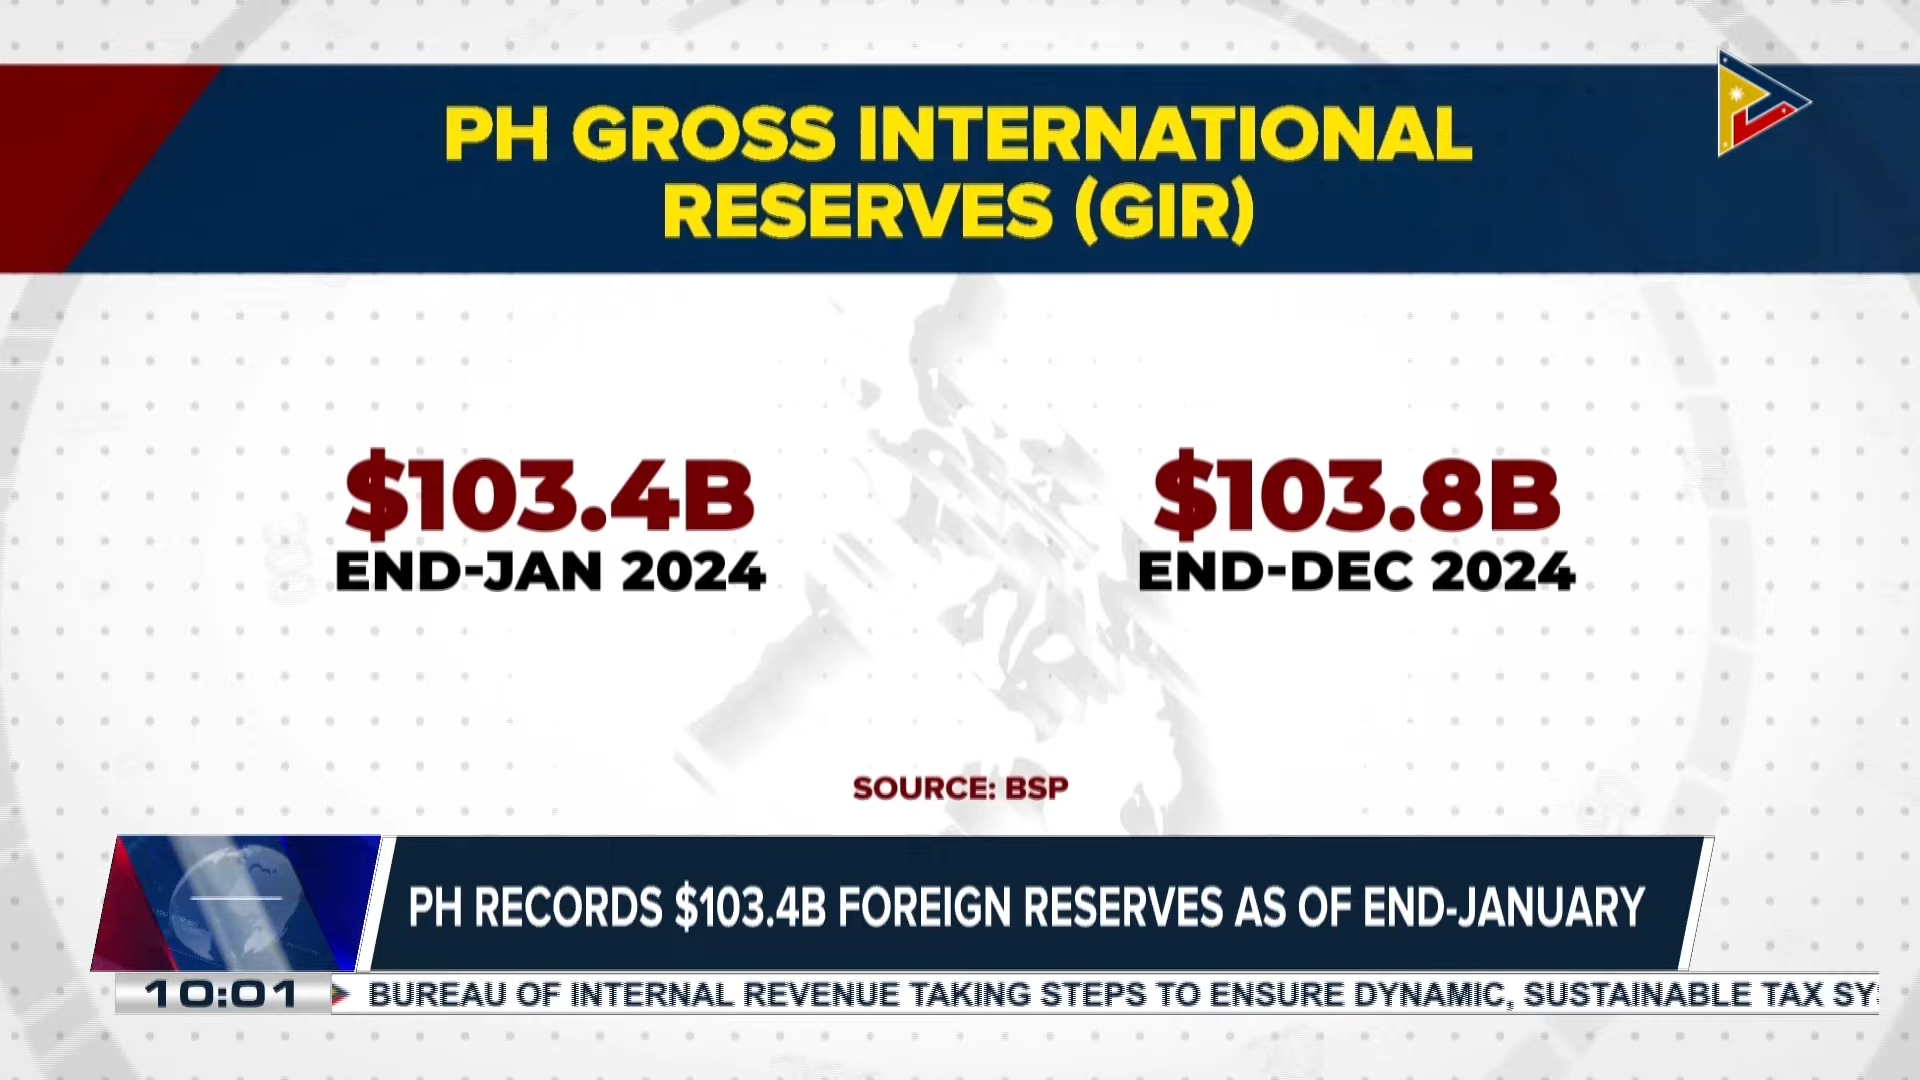 PH GROSS INTERNATIONAL
RESERVES (GIR)
$103.4B
END-JAN 2024
$103.8B
END-DEC 2024
SOURCE: BSP
PH RECORDS $103.4B FOREIGN RESERVES AS OF END-JANUARY
10:01
BUREAU OF INTERNAL REVENUE TAKING STEPS TO ENSURE DYNAMIC, SUSTAINABLE TAX